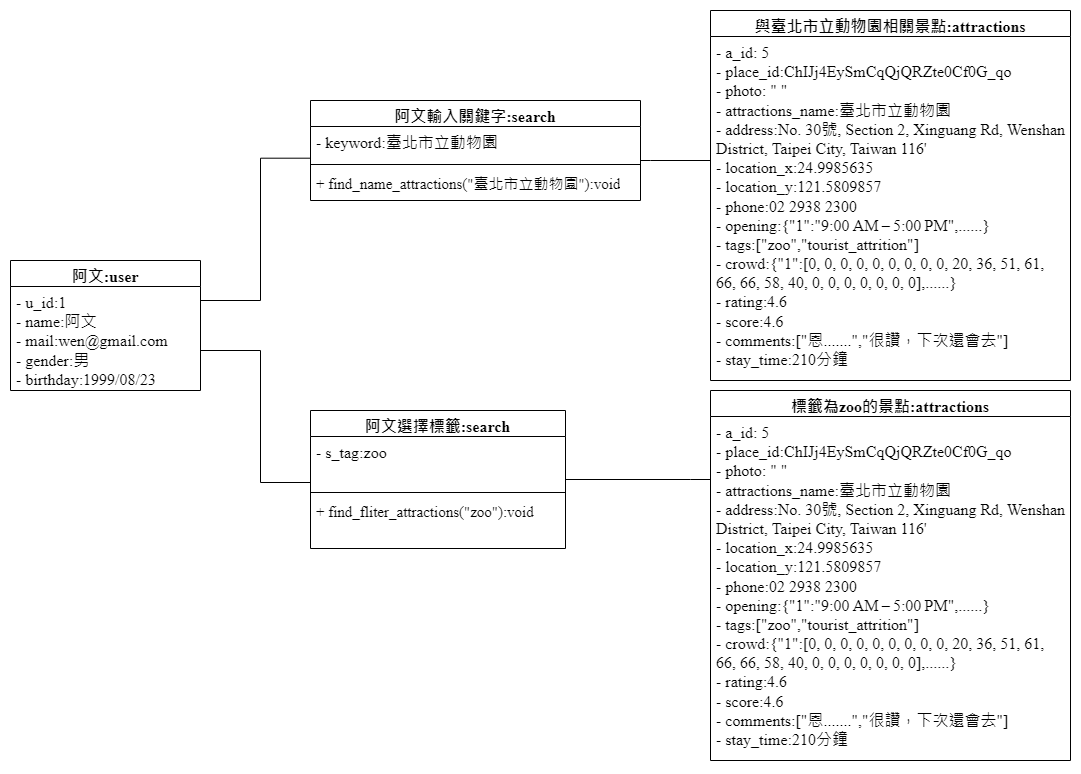 阿文:user
- u_id:1
- name:阿文
- mail:wen@gmail.com
- gender:男
- birthday:1999/08/23
阿文輸入關鍵字:search
- keyword:臺北市立動物園
+ find_name_attractions("臺北市立動物園"):void
阿文選擇標籤:search
- s_tag:zoo
+ find_fliter_attractions("zoo"):void
與臺北市立動物園相關景點:attractions
- a_id: 5
- place_id:ChIJj4EySmCqQjQRZte0Cf0G_qo
- photo: " "
- attractions_name:臺北市立動物園
- address:No. 30號, Section 2, Xinguang Rd, Wenshan
District, Taipei City, Taiwan 116'
- location_x:24.9985635
- location_y:121.5809857
- phone:02 2938 2300
- opening:{"1":"9:00 AM – 5:00 PM",......}
- tags:["zoo","tourist_attrition"]
- crowd:{"1":[0, 0, 0, 0, 0, 0, 0, 0, 0, 20, 36, 51, 61,
66, 66, 58, 40, 0, 0, 0, 0, 0, 0, 0],......}
- rating:4.6
- score:4.6
- comments:["恩.......","很讚，下次還會去"]
- stay_time:210分鐘
標籤為zoo的景點:attractions
- a_id: 5
- place_id:ChIJj4EySmCqQjQRZte0Cf0G_qo
- photo: " "
- attractions_name:臺北市立動物園
- address:No. 30號, Section 2, Xinguang Rd, Wenshan
District, Taipei City, Taiwan 116'
- location_x:24.9985635
- location_y:121.5809857
- phone:02 2938 2300
- opening:{"1":"9:00 AM – 5:00 PM",......}
- tags:["zoo","tourist_attrition"]
- crowd:{"1":[0, 0, 0, 0, 0, 0, 0, 0, 0, 20, 36, 51, 61,
66, 66, 58, 40, 0, 0, 0, 0, 0, 0, 0],......}
- rating:4.6
- score:4.6
- comments:["恩.......","很讚，下次還會去"]
- stay_time:210分鐘